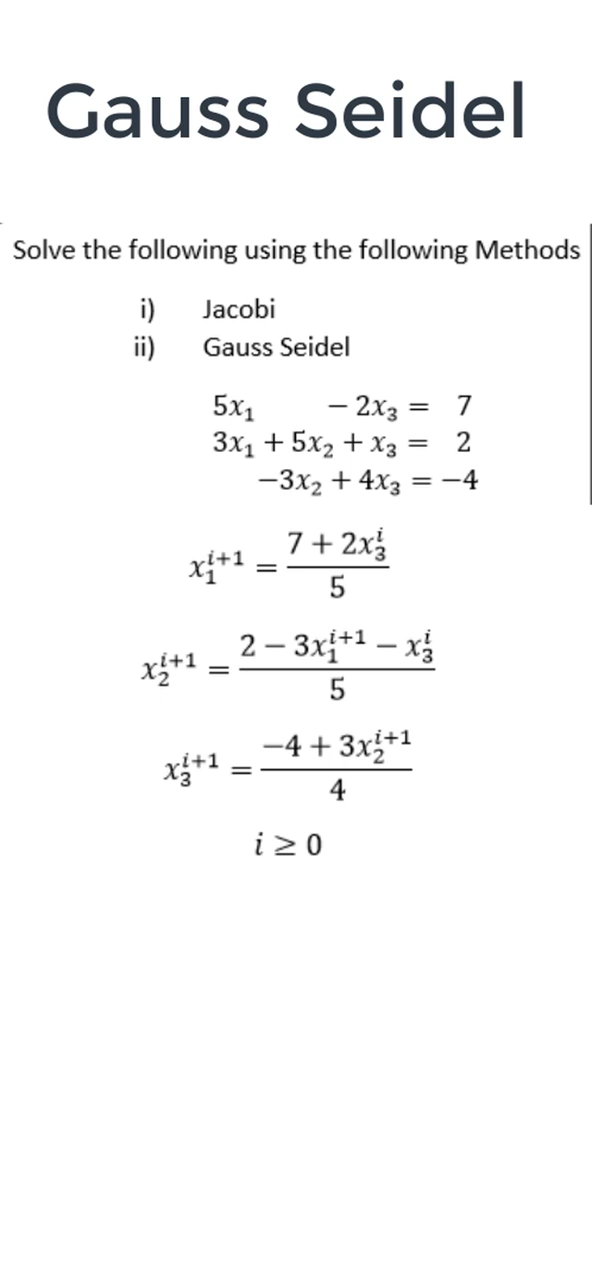 Gauss Seidel
Solve the following using the following Methods
i) Jacobi
ii) Gauss Seidel
5x₁ − 2x₃ = 7
3x₁ + 5x₂ + x₃ = 2
−3x₂ + 4x₃ = −4
x₁^{i+1} = (7 + 2x₃^{i}) / 5
x₂^{i+1} = (2 − 3x₁^{i+1} − x₃^{i}) / 5
x₃^{i+1} = (−4 + 3x₂^{i+1}) / 4
i ≥ 0